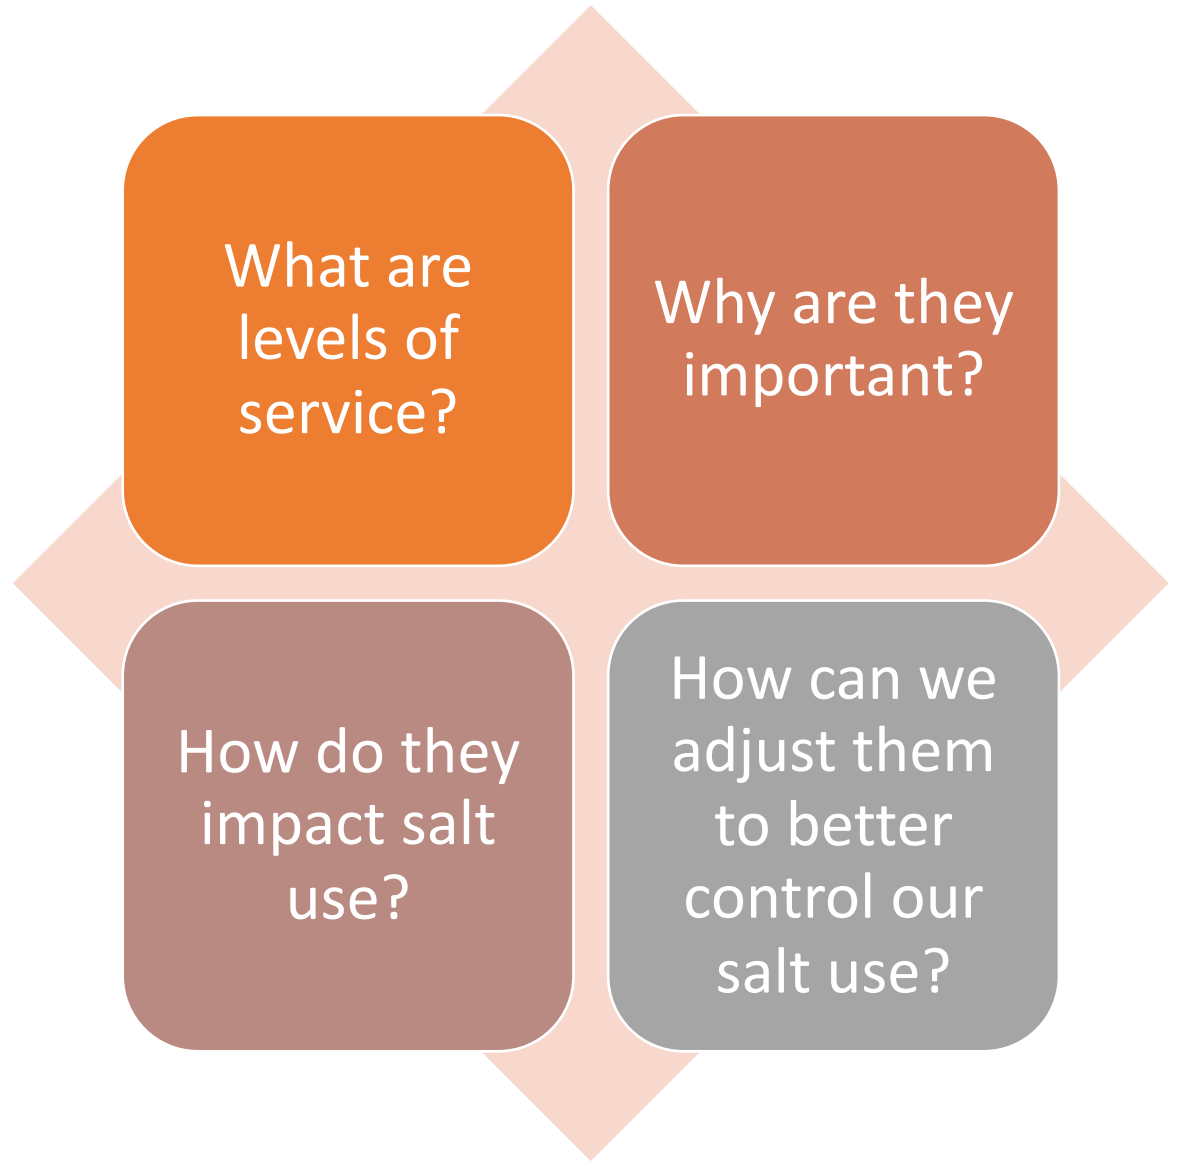 What are
levels of
service?
Why are they
important?
How do they
impact salt
use?
How can we
adjust them
to better
control our
salt use?